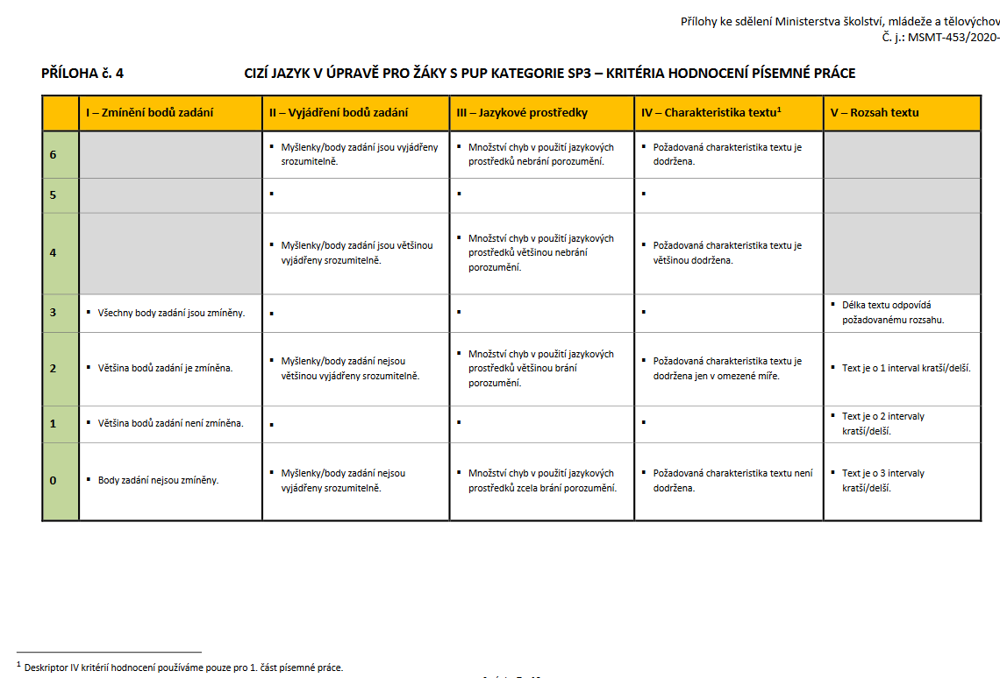 Přílohy ke sdělení Ministerstva školství, mládeže a tělovýchov
Č. j.: MSMT-453/2020-
PŘÍLOHA č. 4 CIZÍ JAZYK V ÚPRAVĚ PRO ŽÁKY S PUP KATEGORIE SP3 – KRITÉRIA HODNOCENÍ PÍSEMNÉ PRÁCE
I – Zmínění bodů zadání II – Vyjádření bodů zadání III – Jazykové prostředky IV – Charakteristika textu1 V – Rozsah textu
6
▪ Myšlenky/body zadání jsou vyjádřeny
srozumitelně.
▪ Množství chyb v použití jazykových
prostředků nebrání porozumění.
▪ Požadovaná charakteristika textu je
dodržena.
5 ▪ ▪ ▪
4
▪ Myšlenky/body zadání jsou většinou
vyjádřeny srozumitelně.
▪ Množství chyb v použití jazykových
prostředků většinou nebrání
porozumění.
▪ Požadovaná charakteristika textu je
většinou dodržena.
3
▪ Všechny body zadání jsou zmíněny.
▪ ▪ ▪
▪ Délka textu odpovídá
požadovanému rozsahu.
2
▪ Většina bodů zadání je zmíněna.
▪ Myšlenky/body zadání nejsou
většinou vyjádřeny srozumitelně.
▪ Množství chyb v použití jazykových
prostředků většinou brání
porozumění.
▪ Požadovaná charakteristika textu je
dodržena jen v omezené míře.
▪ Text je o 1 interval kratší/delší.
1
▪ Většina bodů zadání není zmíněna.
▪ ▪ ▪
▪ Text je o 2 intervaly
kratší/delší.
0
▪ Body zadání nejsou zmíněny.
▪ Myšlenky/body zadání nejsou
vyjádřeny srozumitelně.
▪ Množství chyb v použití jazykových
prostředků zcela brání porozumění.
▪ Požadovaná charakteristika textu není
dodržena.
▪ Text je o 3 intervaly
kratší/delší.
1 Deskriptor IV kritérií hodnocení používáme pouze pro 1. část písemné práce.